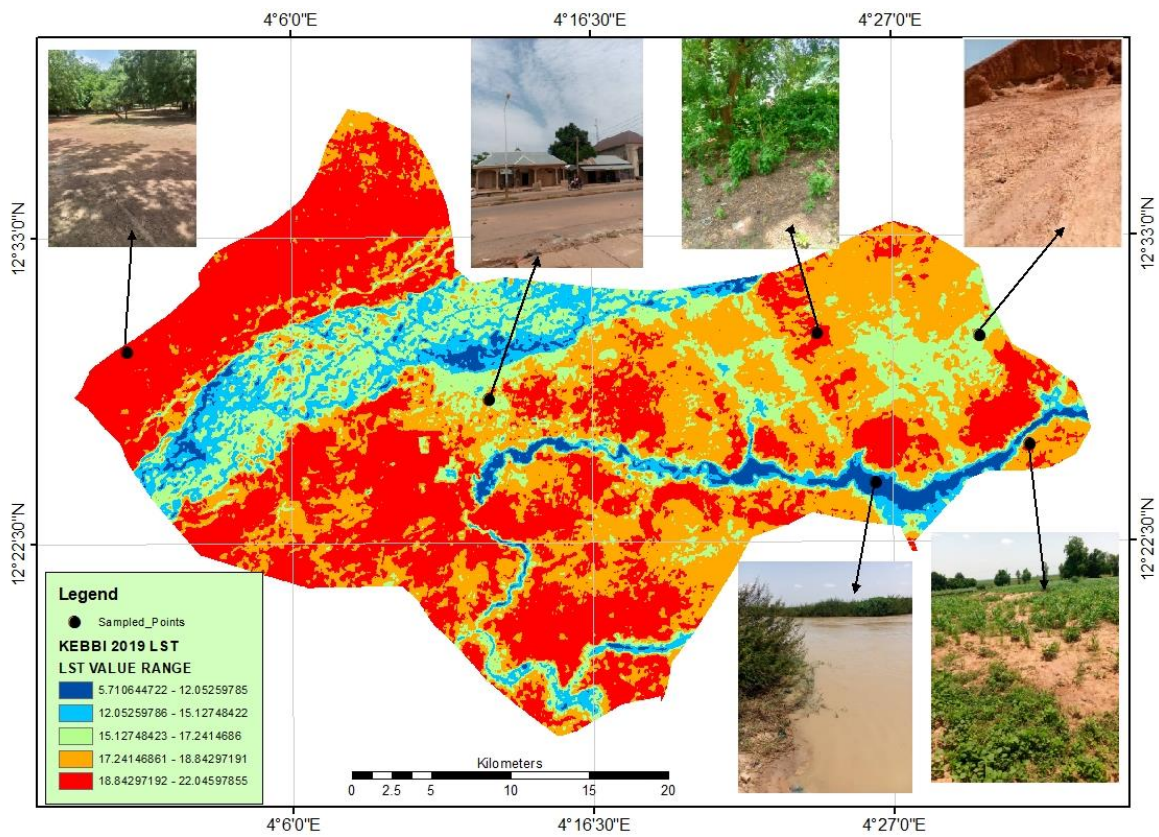 4°6'0"E
4°16'30"E
4°27'0"E
12°33'0"N
12°33'0"N
12°22'30"N
12°22'30"N
Legend
Sampled_Points
KEBBI 2019 LST
LST VALUE RANGE
5.710644722 - 12.05259785
12.05259786 - 15.12748422
15.12748423 - 17.2414686
17.24146861 - 18.84297191
18.84297192 - 22.04597855
Kilometers
0 2.5 5 10 15 20
4°6'0"E
4°16'30"E
4°27'0"E